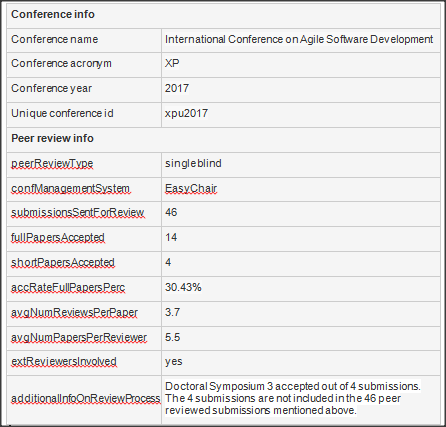 Conference info
Conference name International Conference on Agile Software Development
Conference acronym XP
Conference year 2017
Unique conference id xpu2017
Peer review info
peerReviewType singleblind
confManagementSystem EasyChair
submissionsSentForReview 46
fullPapersAccepted 14
shortPapersAccepted 4
accRateFullPapersPerc 30.43%
avgNumReviewsPerPaper 3.7
avgNumPapersPerReviewer 5.5
extReviewersInvolved yes
additionalInfoOnReviewProcess Doctoral Symposium 3 accepted out of 4 submissions.
The 4 submissions are not included in the 46 peer
reviewed submissions mentioned above.